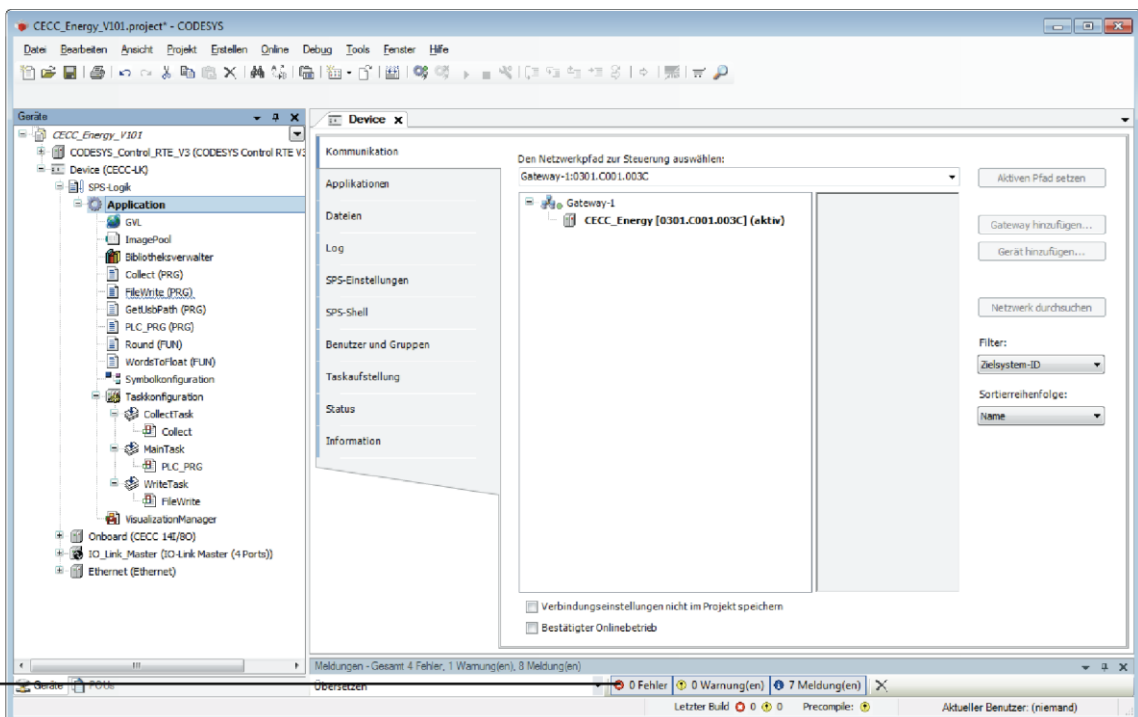 CECC_Energy_V101.project* - CODESYS
Datei Bearbeiten Ansicht Projekt Erstellen Online Debug Tools Fenster Hilfe
Geräte
CECC_Energy_V101
CODESYS_Control_RTE_V3 (CODESYS Control RTE V3
Device (CECC-LK)
SPS-Logik
Application
GVL
ImagePool
Bibliotheksverwalter
Collect (PRG)
FileWrite (PRG)
GetUsbPath (PRG)
PLC_PRG (PRG)
Round (FUN)
WordsToFloat (FUN)
Symbolkonfiguration
Taskkonfiguration
CollectTask
Collect
MainTask
PLC_PRG
WriteTask
FileWrite
VisualizationManager
Onboard (CECC 14I/8O)
IO_Link_Master (IO-Link Master (4 Ports))
Ethernet (Ethernet)
Geräte POUs
Device
Kommunikation
Applikationen
Dateien
Log
SPS-Einstellungen
SPS-Shell
Benutzer und Gruppen
Taskaufstellung
Status
Information
Den Netzwerkpfad zur Steuerung auswählen:
Gateway-1:0301.C001.003C
Gateway-1
CECC_Energy [0301.C001.003C] (aktiv)
Verbindungseinstellungen nicht im Projekt speichern
Bestätigter Onlinebetrieb
Aktiven Pfad setzen
Gateway hinzufügen...
Gerät hinzufügen...
Netzwerk durchsuchen
Filter:
Zielsystem-ID
Sortierreihenfolge:
Name
Meldungen - Gesamt 4 Fehler, 1 Warnung(en), 8 Meldung(en)
Übersetzen 0 Fehler 0 Warnung(en) 7 Meldung(en)
Letzter Build 0 0 Precompile: Aktueller Benutzer: (niemand)